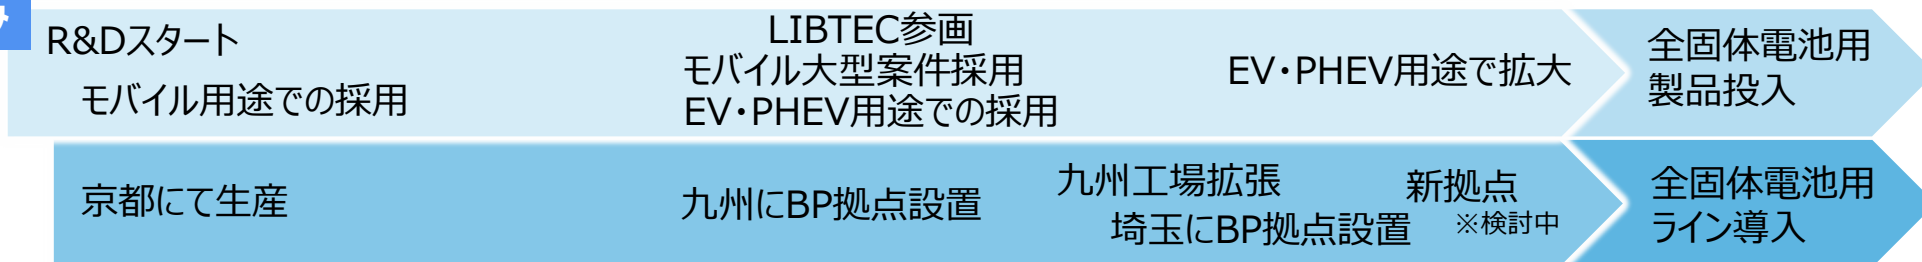 R&Dスタート
モバイル用途での採用
LIBTEC参画
モバイル大型案件採用
EV・PHEV用途での採用
EV・PHEV用途で拡大
全固体電池用
製品投入
京都にて生産
九州にBP拠点設置
九州工場拡張
埼玉にBP拠点設置
新拠点
※検討中
全固体電池用
ライン導入